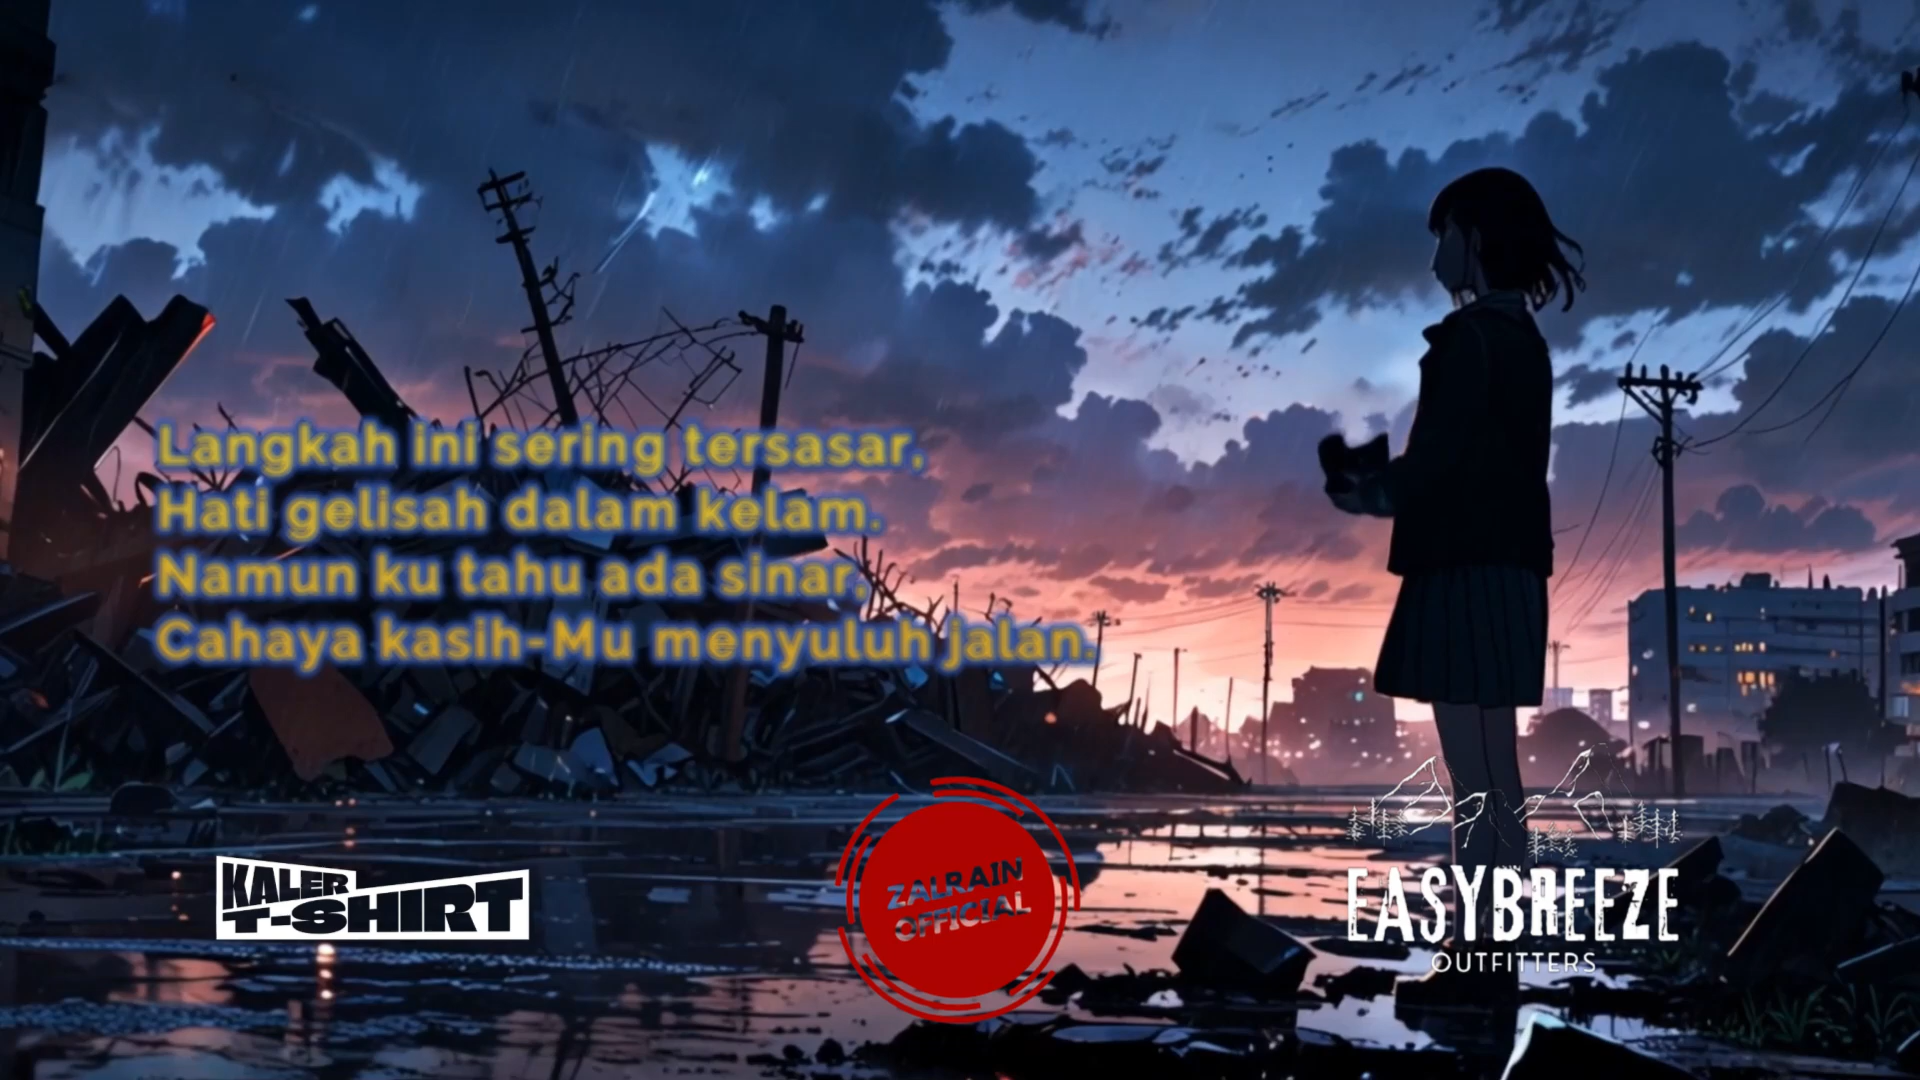 Langkah ini sering tersasar,
Hati gelisah dalam kelam.
Namun ku tahu ada sinar,
Cahaya kasih-Mu menyuluh jalan.
KALER
T-SHIRT
ZALRAIN
OFFICIAL
EASYBREEZE
OUTFITTERS